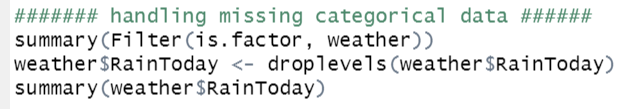 ####### handling missing categorical data ######
summary(Filter(is.factor, weather))
weather$RainToday <- droplevels(weather$RainToday)
summary(weather$RainToday)